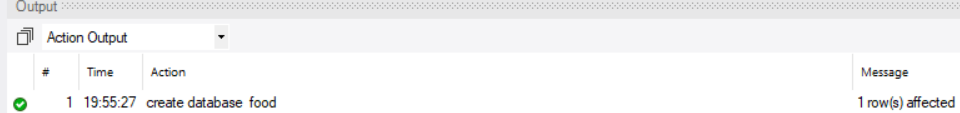 Output
Action Output
# Time Action Message
1 19:55:27 create database food 1 row(s) affected